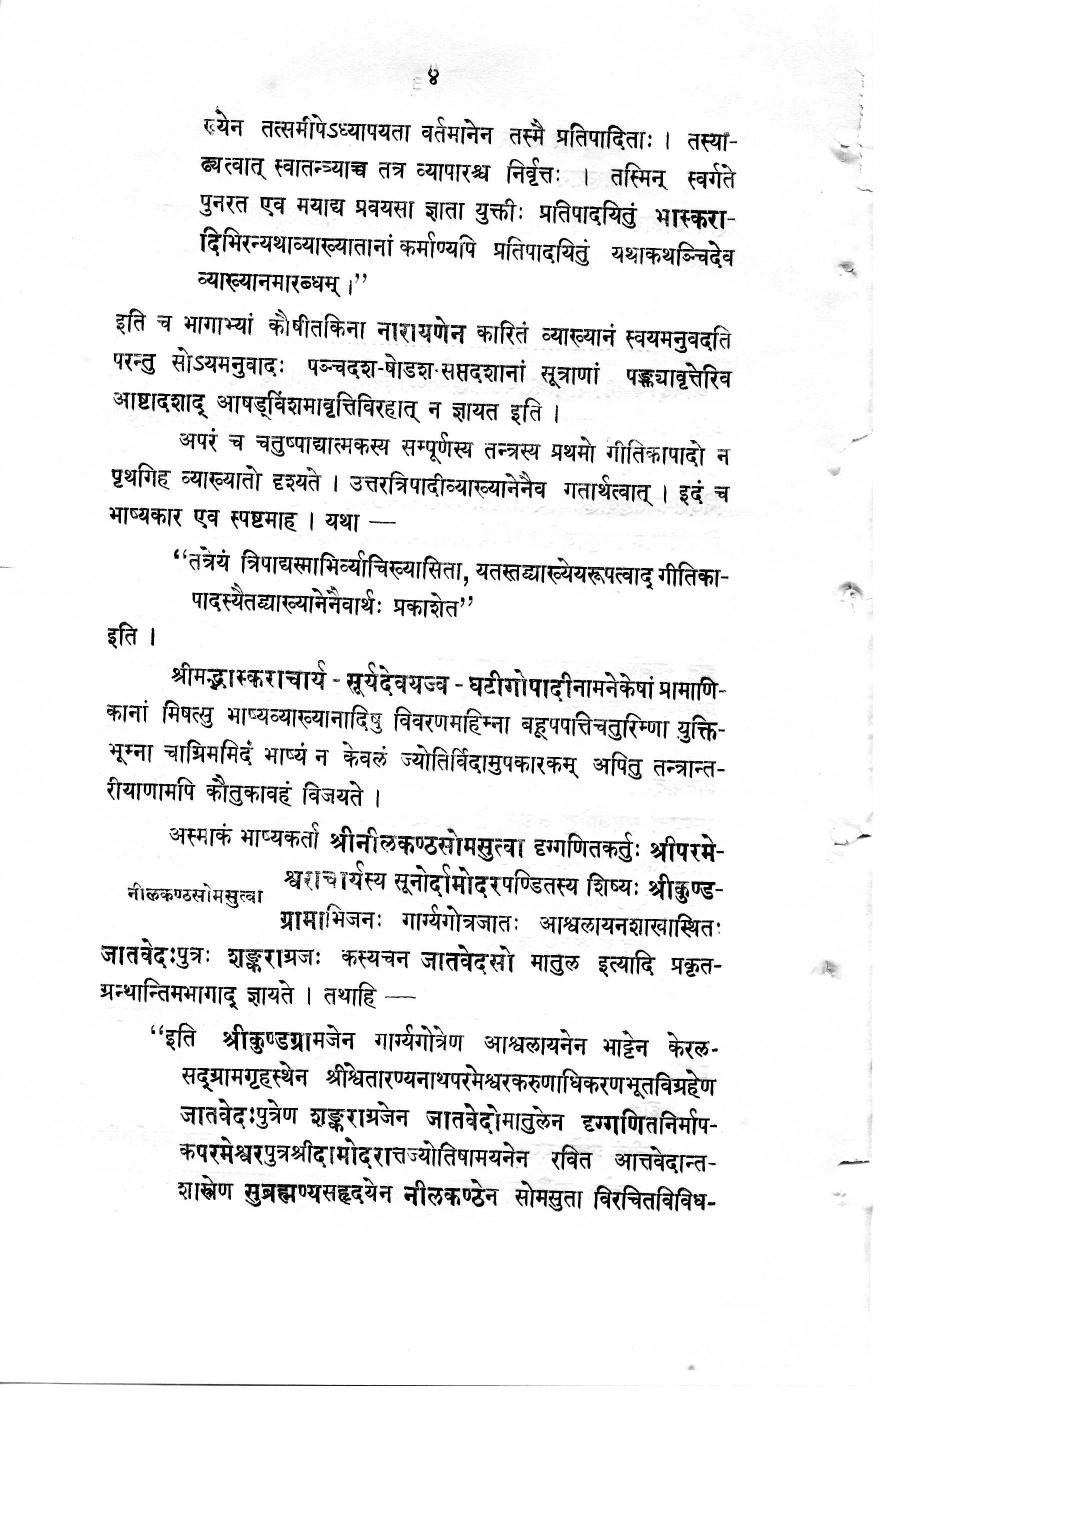 ४
ख्येन तत्समीपेऽध्यापयता वर्तमानेन तस्मै प्रतिपादिताः । तस्या-
ढ्यत्वात् स्वातन्त्र्याच्च तत्र व्यापारश्च निर्वृत्तः । तस्मिन् स्वर्गते
पुनरत एव मयाद्य प्रवयसा ज्ञाता युक्तीः प्रतिपादयितुं भास्करा-
दिभिरन्यथाव्याख्यातानां कर्माण्यपि प्रतिपादयितुं यथाकथञ्चिदेव
व्याख्यानमारब्धम् ।”
इति च भागाभ्यां कौषीतकिना नारायणेन कारितं व्याख्यानं स्वयमनुवदति
परन्तु सोऽयमनुवादः पञ्चदश-षोडश-सप्तदशानां सूत्राणां पङ्क्त्यावृत्तेरिव
आष्टादशाद् आषड्विंशमावृत्तिविरहात् न ज्ञायत इति ।
अपरं च चतुष्पाद्यात्मकस्य सम्पूर्णस्य तन्त्रस्य प्रथमो गीतिकापादो न
पृथगिह व्याख्यातो दृश्यते । उत्तरत्रिपादीव्याख्यानेनैव गतार्थत्वात् । इदं च
भाष्यकार एव स्पष्टमाह । यथा —
“तत्रेयं त्रिपाद्यस्माभिर्व्याचिख्यासिता, यतस्तद्व्याख्येयरूपत्वाद् गीतिका-
पादस्यैतद्व्याख्यानेनैवार्थः प्रकाशेत”
इति ।
श्रीमद्भास्कराचार्य - सूर्यदेवयज्व - घटीगोपादीनामनेकेषां प्रामाणि-
कानां मिषत्सु भाष्यव्याख्यानादिषु विवरणमहिम्ना बहूपपत्तिचतुरिम्णा युक्ति-
भूम्ना चाग्रिममिदं भाष्यं न केवलं ज्योतिर्विदामुपकारकम् अपितु तन्त्रान्त-
रीयाणामपि कौतुकावहं विजयते ।
अस्माकं भाष्यकर्ता श्रीनीलकण्ठसोमसुत्वा दृग्गणितकर्तुः श्रीपरमे-
श्वराचार्यस्य सूनोर्दामोदरपण्डितस्य शिष्यः श्रीकुण्ड-
नीलकण्ठसोमसुत्वा
ग्रामाभिजनः गार्ग्यगोत्रजातः आश्वलायनशाखास्थितः
जातवेदःपुत्रः शङ्कराग्रजः कस्यचन जातवेदसो मातुल इत्यादि प्रकृत-
ग्रन्थान्तिमभागाद् ज्ञायते । तथाहि —
“इति श्रीकुण्डग्रामजेन गार्ग्यगोत्रेण आश्वलायनेन भाट्टेन केरल-
सद्ग्रामगृहस्थेन श्रीश्वेतारण्यनाथपरमेश्वरकरुणाधिकरणभूतविग्रहेण
जातवेदःपुत्रेण शङ्कराग्रजेन जातवेदोमातुलेन दृग्गणितनिर्माप-
कपरमेश्वरपुत्रश्रीदामोदरात्तज्योतिषामयनेन रवित आत्तवेदान्त-
शास्त्रेण सुब्रह्मण्यसहृदयेन नीलकण्ठेन सोमसुता विरचितविविध-